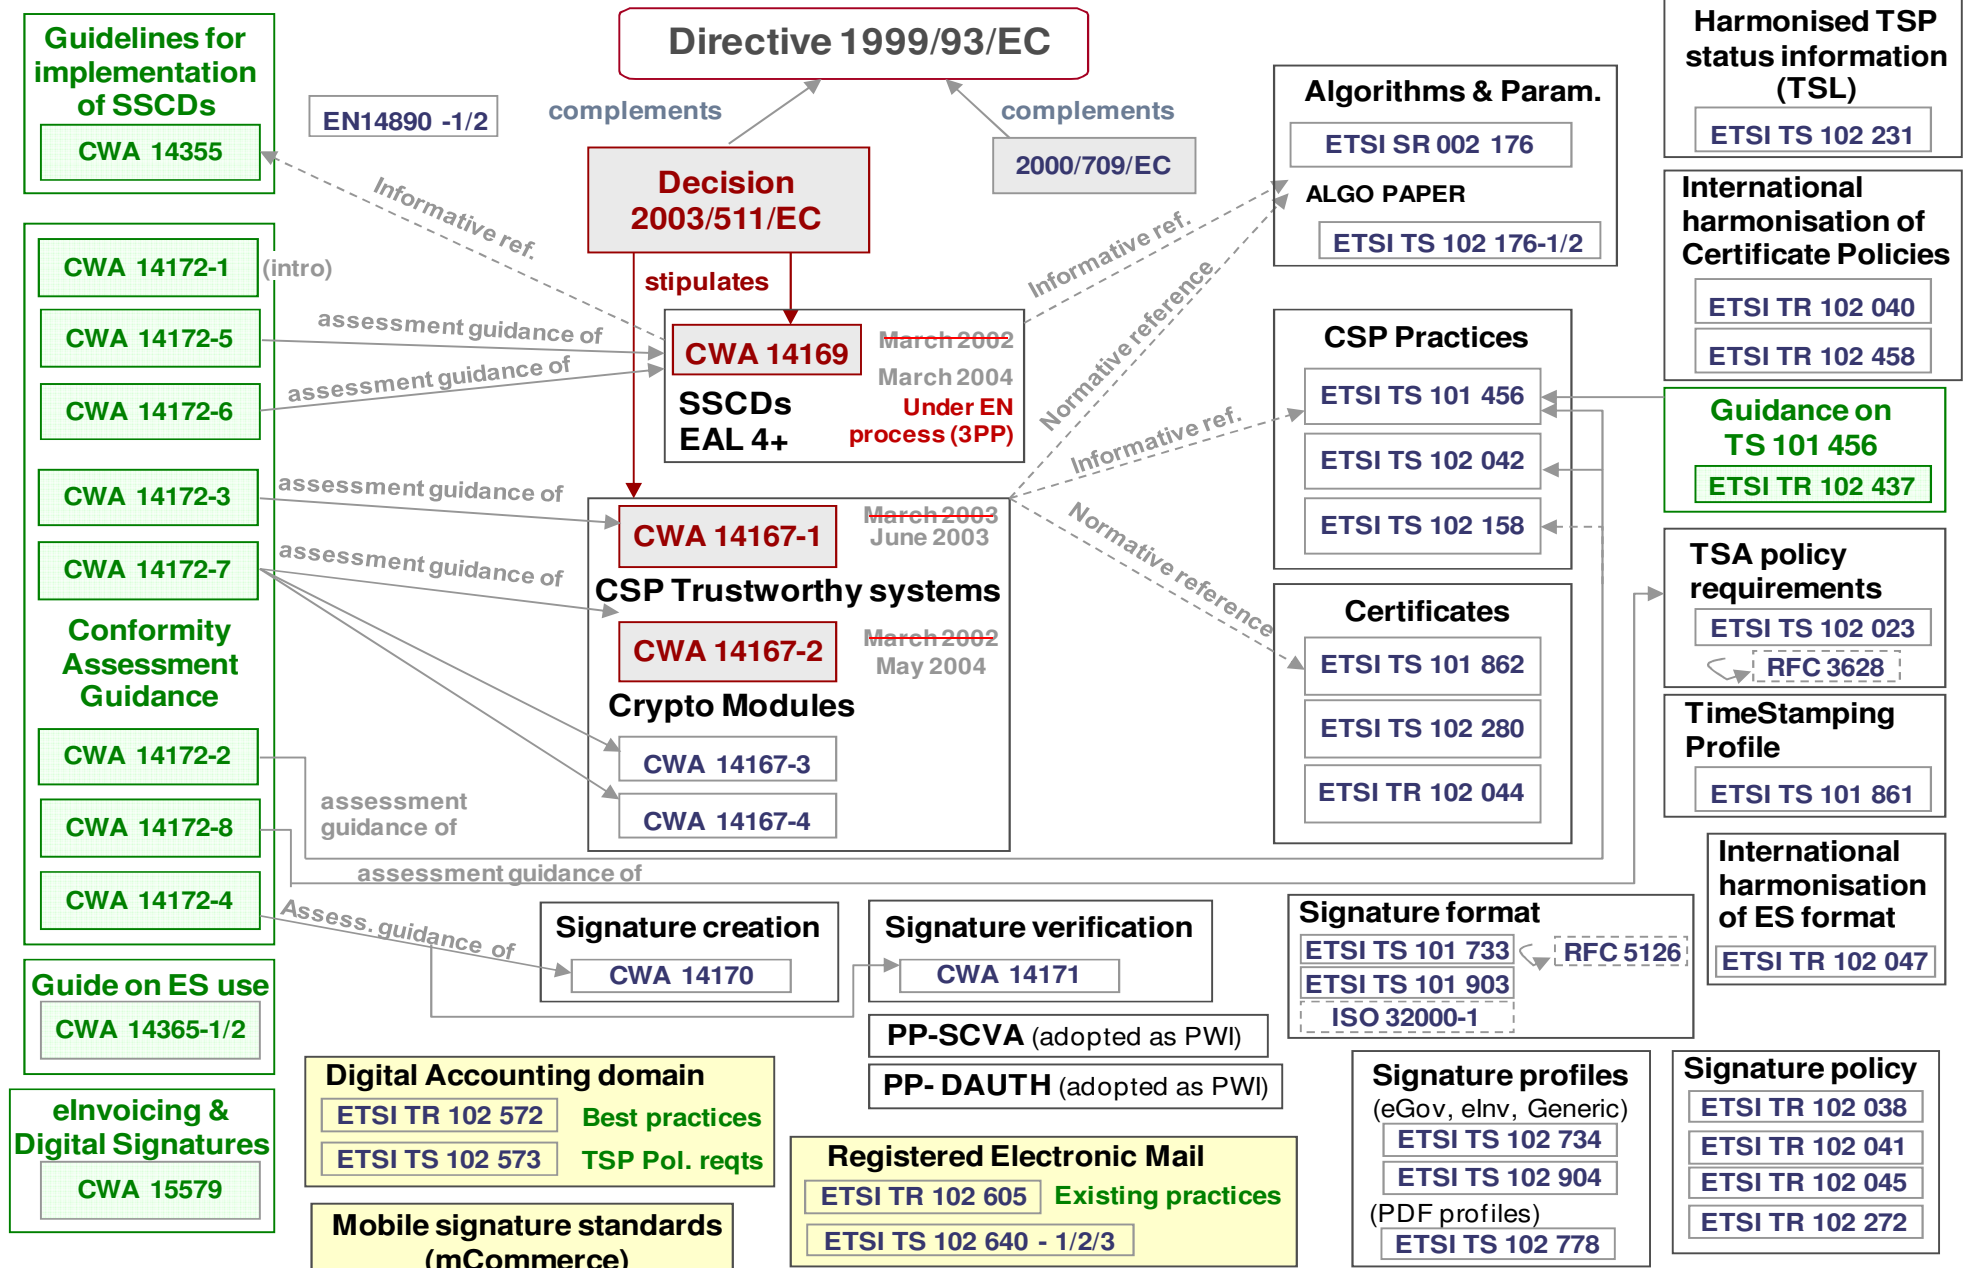 Guidelines for
implementation
of SSCDs
CWA 14355
EN14890 -1/2
Directive 1999/93/EC
complements
complements
Decision
2003/511/EC
2000/709/EC
Algorithms & Param.
ETSI SR 002 176
ALGO PAPER
ETSI TS 102 176-1/2
Harmonised TSP
status information
(TSL)
ETSI TS 102 231
International
harmonisation of
Certificate Policies
ETSI TR 102 040
ETSI TR 102 458
Informative ref.
stipulates
Informative ref.
Normative reference
CWA 14172-1
(intro)
CWA 14172-5
assessment guidance of
CWA 14172-6
assessment guidance of
CWA 14172-3
assessment guidance of
CWA 14172-7
assessment guidance of
Conformity
Assessment
Guidance
CWA 14172-2
assessment
guidance of
CWA 14172-8
assessment guidance of
CWA 14172-4
Assess. guidance of
CWA 14169
March 2002
March 2004
SSCDs
EAL 4+
Under EN
process (3PP)
CWA 14167-1
March 2003
June 2003
CSP Trustworthy systems
CWA 14167-2
March 2002
May 2004
Crypto Modules
CWA 14167-3
CWA 14167-4
Informative ref.
Normative reference
CSP Practices
ETSI TS 101 456
ETSI TS 102 042
ETSI TS 102 158
Certificates
ETSI TS 101 862
ETSI TS 102 280
ETSI TR 102 044
Guidance on
TS 101 456
ETSI TR 102 437
TSA policy
requirements
ETSI TS 102 023
RFC 3628
TimeStamping
Profile
ETSI TS 101 861
International
harmonisation
of ES format
ETSI TR 102 047
Signature creation
CWA 14170
Signature verification
CWA 14171
Signature format
ETSI TS 101 733
RFC 5126
ETSI TS 101 903
ISO 32000-1
PP-SCVA (adopted as PWI)
PP- DAUTH (adopted as PWI)
Guide on ES use
CWA 14365-1/2
eInvoicing &
Digital Signatures
CWA 15579
Digital Accounting domain
ETSI TR 102 572
Best practices
ETSI TS 102 573
TSP Pol. reqts
Mobile signature standards
(mCommerce)
Registered Electronic Mail
ETSI TR 102 605
Existing practices
ETSI TS 102 640 - 1/2/3
Signature profiles
(eGov, eInv, Generic)
ETSI TS 102 734
ETSI TS 102 904
(PDF profiles)
ETSI TS 102 778
Signature policy
ETSI TR 102 038
ETSI TR 102 041
ETSI TR 102 045
ETSI TR 102 272